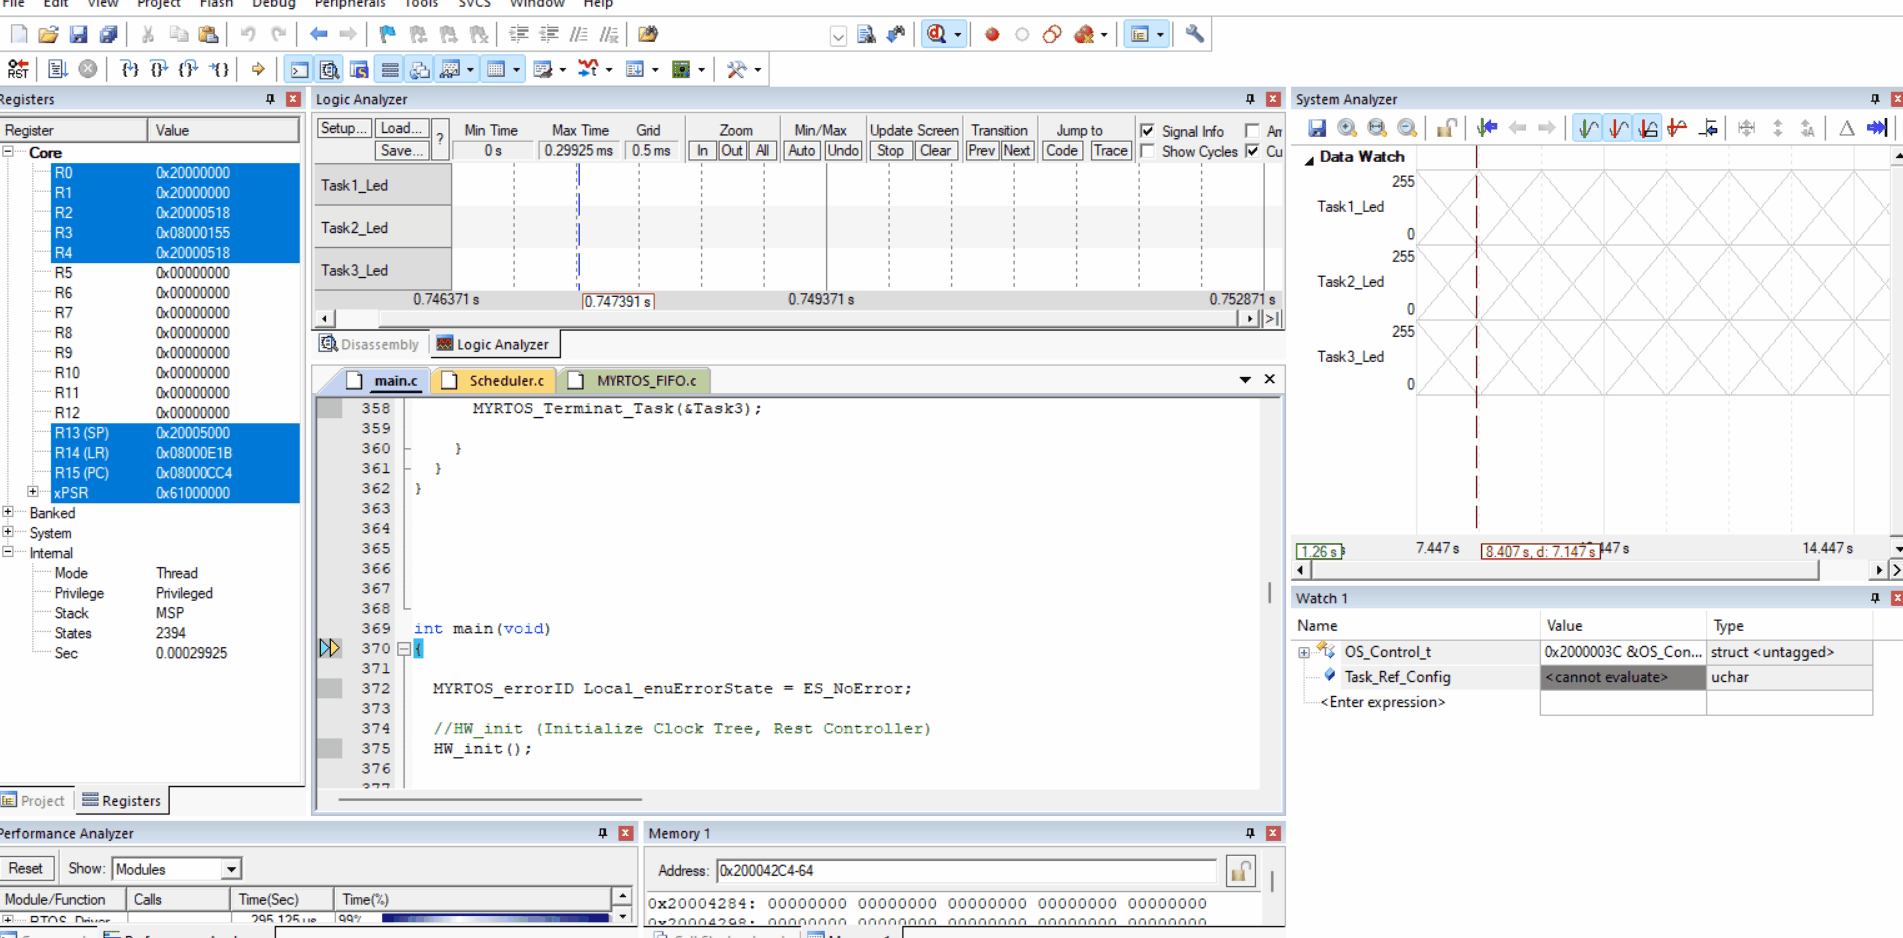 File Edit View Project Flash Debug Peripherals Tools SVCS Window Help
RST
Registers
Register Value
Core
R0 0x20000000
R1 0x20000000
R2 0x20000518
R3 0x08000155
R4 0x20000518
R5 0x00000000
R6 0x00000000
R7 0x00000000
R8 0x00000000
R9 0x00000000
R10 0x00000000
R11 0x00000000
R12 0x00000000
R13 (SP) 0x20005000
R14 (LR) 0x08000E1B
R15 (PC) 0x08000CC4
xPSR 0x61000000
Banked
System
Internal
Mode Thread
Privilege Privileged
Stack MSP
States 2394
Sec 0.00029925
Project Registers
Logic Analyzer
Setup... Load... Save... ?
Min Time Max Time Grid Zoom Min/Max Update Screen Transition Jump to Signal Info
0 s 0.29925 ms 0.5 ms In Out All Auto Undo Stop Clear Prev Next Code Trace Show Cycles
Task1_Led
Task2_Led
Task3_Led
0.746371 s 0.747391 s 0.749371 s 0.752871 s
Disassembly Logic Analyzer
main.c Scheduler.c MYRTOS_FIFO.c
358 MYRTOS_Terminat_Task(&Task3);
359
360 }
361 }
362 }
363
364
365
366
367
368
369 int main(void)
370 {
371
372 MYRTOS_errorID Local_enuErrorState = ES_NoError;
373
374 //HW_init (Initialize Clock Tree, Rest Controller)
375 HW_init();
376
377
System Analyzer
Data Watch
255
Task1_Led
0
255
Task2_Led
0
255
Task3_Led
0
1.26 s 7.447 s 8.407 s, d: 7.147 s 447 s 14.447 s
Watch 1
Name Value Type
OS_Control_t 0x2000003C &OS_Con... struct <untagged>
Task_Ref_Config <cannot evaluate> uchar
<Enter expression>
Performance Analyzer
Reset Show: Modules
Module/Function Calls Time(Sec) Time(%)
RTOS_Driver 295.125 us 99%
Memory 1
Address: 0x200042C4-64
0x20004284: 00000000 00000000 00000000 00000000 00000000
0x20004298: 00000000 00000000 00000000 00000000 00000000